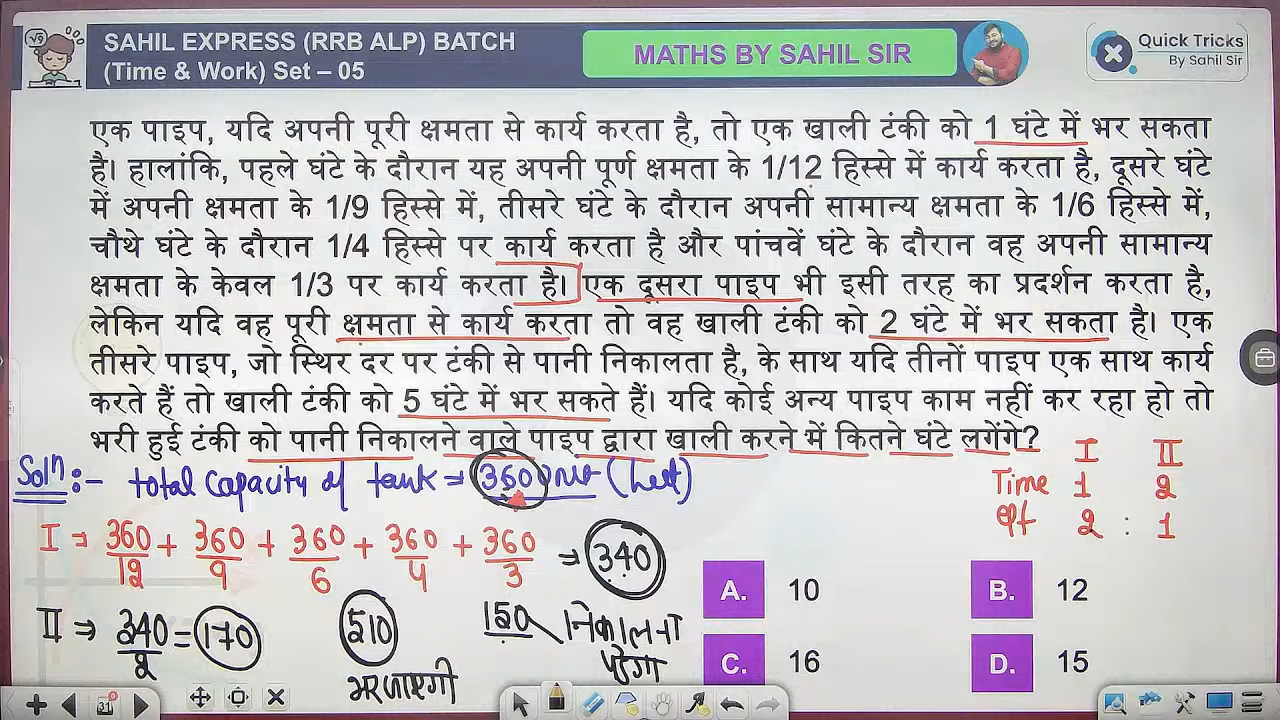 SAHIL EXPRESS (RRB ALP) BATCH
(Time & Work) Set – 05
MATHS BY SAHIL SIR
Quick Tricks
By Sahil Sir
एक पाइप, यदि अपनी पूरी क्षमता से कार्य करता है, तो एक खाली टंकी को 1 घंटे में भर सकता
है। हालांकि, पहले घंटे के दौरान यह अपनी पूर्ण क्षमता के 1/12 हिस्से में कार्य करता है, दूसरे घंटे
में अपनी क्षमता के 1/9 हिस्से में, तीसरे घंटे के दौरान अपनी सामान्य क्षमता के 1/6 हिस्से में,
चौथे घंटे के दौरान 1/4 हिस्से पर कार्य करता है और पांचवें घंटे के दौरान वह अपनी सामान्य
क्षमता के केवल 1/3 पर कार्य करता है। एक दूसरा पाइप भी इसी तरह का प्रदर्शन करता है,
लेकिन यदि वह पूरी क्षमता से कार्य करता तो वह खाली टंकी को 2 घंटे में भर सकता है। एक
तीसरे पाइप, जो स्थिर दर पर टंकी से पानी निकालता है, के साथ यदि तीनों पाइप एक साथ कार्य
करते हैं तो खाली टंकी को 5 घंटे में भर सकते हैं। यदि कोई अन्य पाइप काम नहीं कर रहा हो तो
भरी हुई टंकी को पानी निकालने वाले पाइप द्वारा खाली करने में कितने घंटे लगेंगे?
I II
Time 1 2
eff 2 : 1
Solⁿ:- total capacity of tank = 360 unit (let)
I ⇒ 360/12 + 360/9 + 360/6 + 360/4 + 360/3 ⇒ 340
II ⇒ 340/2 = 170
510
भर जाएगी
150 निकालना
पड़ेगा
A. 10
B. 12
C. 16
D. 15
31